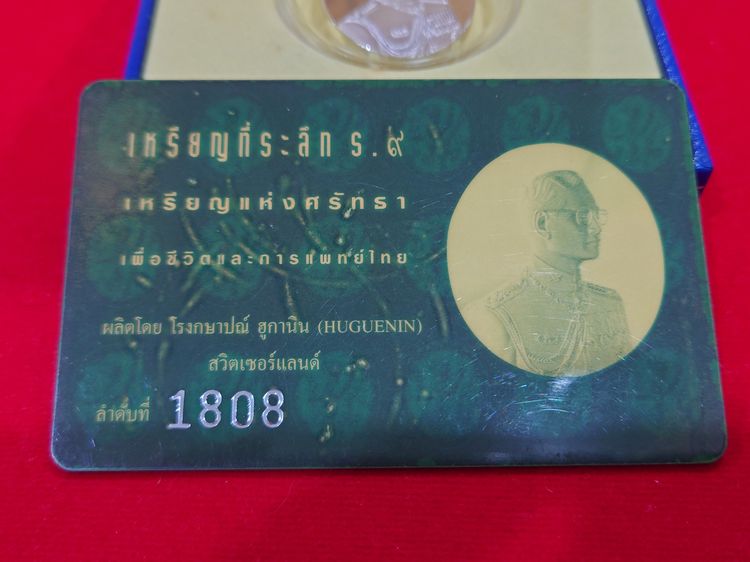 เหรียญที่ระลึก ร.๙
เหรียญแห่งศรัทธา
เพื่อชีวิตและการแพทย์ไทย
ผลิตโดย โรงกษาปณ์ ฮูกานิน (HUGUENIN)
สวิตเซอร์แลนด์
ลำดับที่ 1808